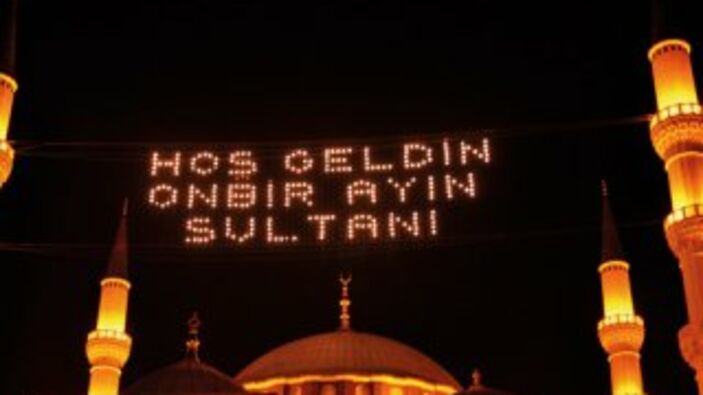 HOŞ GELDİN
ONBİR AYIN
SULTANI